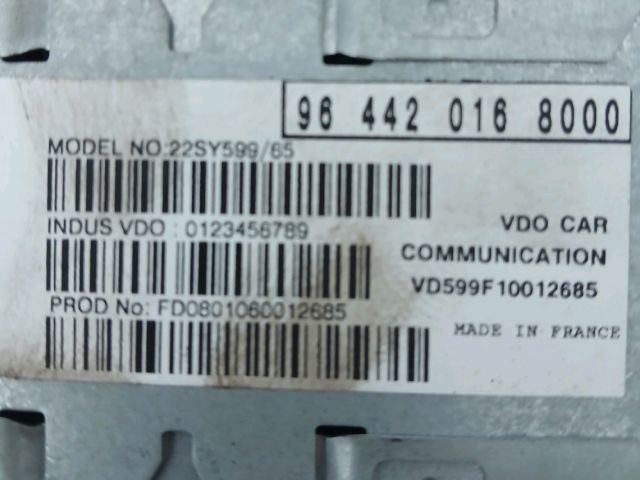 96 442 016 8000
MODEL NO:22SY599/65
INDUS VDO : 0123456789
VDO CAR
COMMUNICATION
VD599F10012685
PROD No: FD0801060012685
MADE IN FRANCE